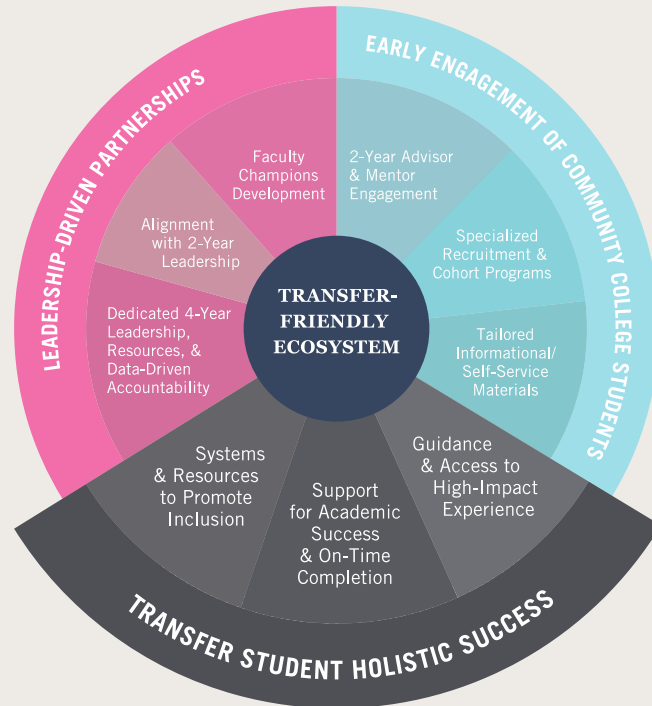 LEADERSHIP-DRIVEN PARTNERSHIPS
EARLY ENGAGEMENT OF COMMUNITY COLLEGE STUDENTS
Faculty
Champions
Development
2-Year Advisor
& Mentor
Engagement
Alignment
with 2-Year
Leadership
Specialized
Recruitment &
Cohort Programs
Dedicated 4-Year
Leadership,
Resources, &
Data-Driven
Accountability
TRANSFER-
FRIENDLY
ECOSYSTEM
Tailored
Informational/
Self-Service
Materials
Systems
& Resources
to Promote
Inclusion
Support
for Academic
Success
& On-Time
Completion
Guidance
& Access to
High-Impact
Experience
TRANSFER STUDENT HOLISTIC SUCCESS